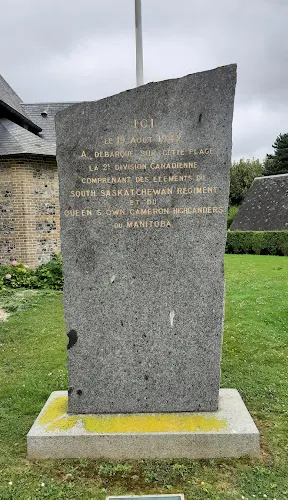 ICI
LE 19 AOUT 1942
A DÉBARQUÉ SUR CETTE PLAGE
LA 2E DIVISION CANADIENNE
COMPRENANT DES ÉLÉMENTS DU
SOUTH SASKATCHEWAN REGIMENT
ET DU
QUEEN'S OWN CAMERON HIGHLANDERS
DU MANITOBA